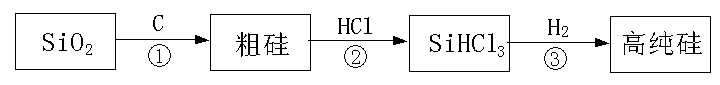 SiO₂ C ① 粗硅 HCl ② SiHCl₃ H₂ ③ 高纯硅